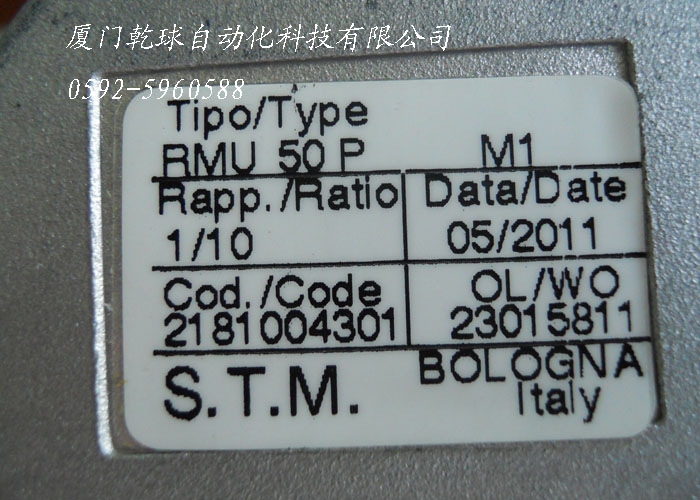 厦门乾球自动化科技有限公司
0592-5960588
Tipo/Type
RMU 50 P M1
Rapp./Ratio Data/Date
1/10 05/2011
Cod./Code OL/WO
2181004301 23015811
S.T.M. BOLOGNA
Italy